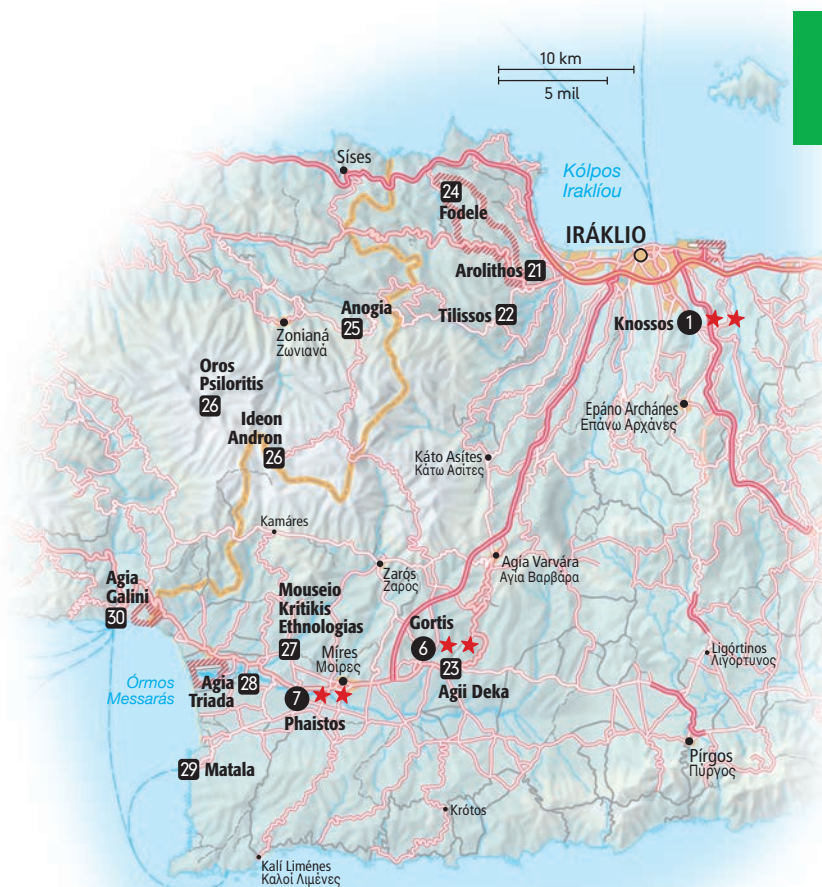 10 km
5 mil
Síses
Kólpos
Irakliou
24
Fodele
IRÁKLIO
Arolithos 21
Anogia
25
Tilissos 22
Knossos 1
Zonianá
Ζωνιανά
Oros
Psiloritis
26
Ideon
Andron
26
Epáno Archánes
Επάνω Αρχάνες
Káto Asítes
Κάτω Ασίτες
Kamáres
Zarós
Ζαρός
Agía Varvára
Αγία Βαρβάρα
Agia
Galini
30
Mouseio
Kritikis
Ethnologias
27
Míres
Μοίρες
Gortis
6
23
Agii Deka
Ligórtinos
Λιγόρτυνος
Órmos
Messarás
Agia
Triada
28
7
Phaistos
29 Matala
Pírgos
Πύργος
Krótos
Kalí Liménes
Καλοί Λιμένες